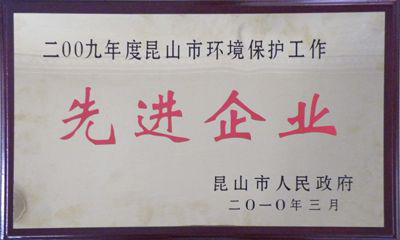 二00九年度昆山市环境保护工作
先进企业
昆山市人民政府
二0一0年三月